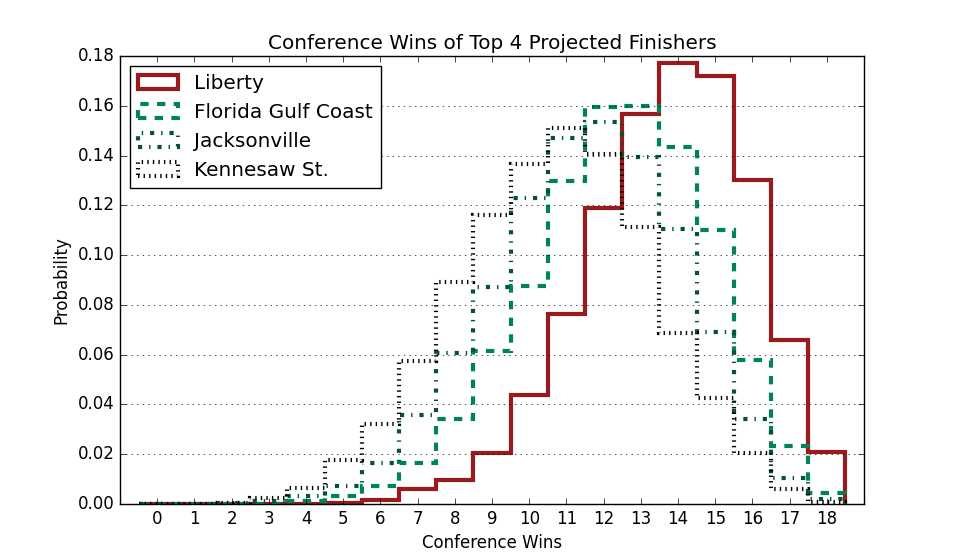 Conference Wins of Top 4 Projected Finishers
0.18
0.16
0.14
0.12
0.10
0.08
0.06
0.04
0.02
0.00
Probability
Liberty
Florida Gulf Coast
Jacksonville
Kennesaw St.
0 1 2 3 4 5 6 7 8 9 10 11 12 13 14 15 16 17 18
Conference Wins